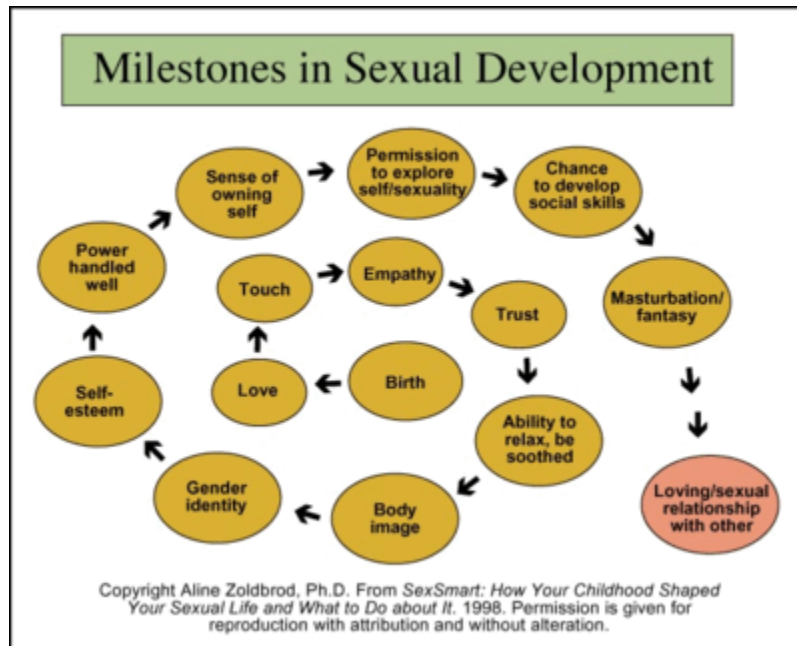 Milestones in Sexual Development
Birth
Love
Touch
Empathy
Trust
Ability to
relax, be
soothed
Body
image
Gender
identity
Self-
esteem
Power
handled
well
Sense of
owning
self
Permission
to explore
self/sexuality
Chance
to develop
social skills
Masturbation/
fantasy
Loving/sexual
relationship
with other
Copyright Aline Zoldbrod, Ph.D. From SexSmart: How Your Childhood Shaped
Your Sexual Life and What to Do about It. 1998. Permission is given for
reproduction with attribution and without alteration.